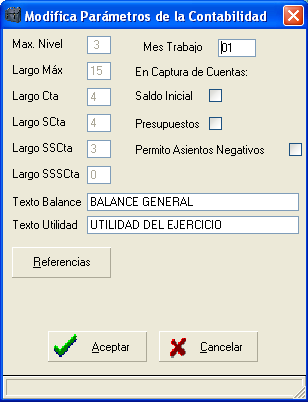 Modifica Parámetros de la Contabilidad
Max. Nivel 3 Mes Trabajo 01
Largo Máx 15 En Captura de Cuentas:
Largo Cta 4 Saldo Inicial
Largo SCta 4 Presupuestos
Largo SSCta 3 Permito Asientos Negativos
Largo SSSCta 0
Texto Balance BALANCE GENERAL
Texto Utilidad UTILIDAD DEL EJERCICIO
Referencias
Aceptar Cancelar